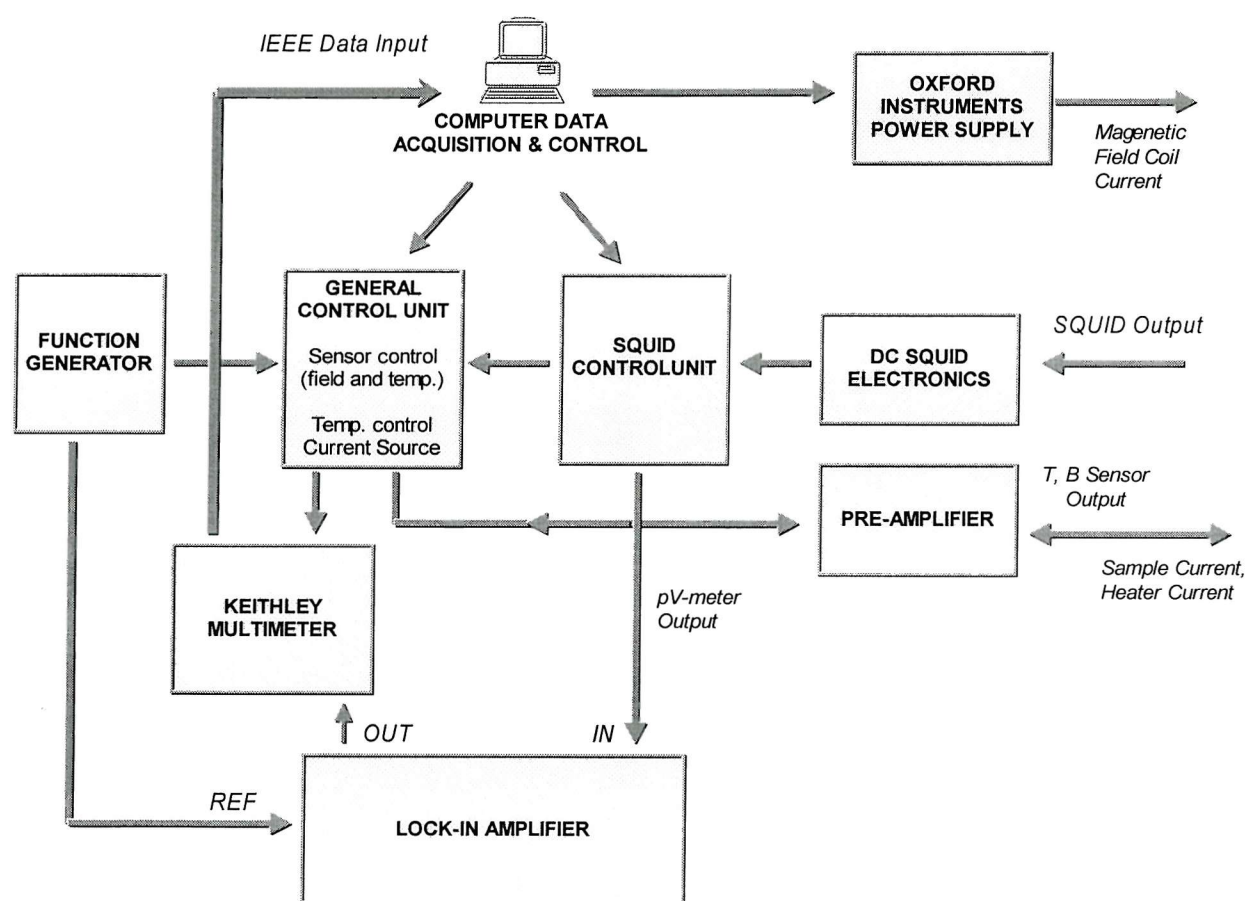 IEEE Data Input
COMPUTER DATA
ACQUISITION & CONTROL
OXFORD
INSTRUMENTS
POWER SUPPLY
Magenetic
Field Coil
Current
FUNCTION
GENERATOR
GENERAL
CONTROL UNIT
Sensor control
(field and temp.)
Temp. control
Current Source
SQUID
CONTROLUNIT
DC SQUID
ELECTRONICS
SQUID Output
PRE-AMPLIFIER
T, B Sensor
Output
Sample Current,
Heater Current
KEITHLEY
MULTIMETER
pV-meter
Output
OUT
IN
REF
LOCK-IN AMPLIFIER